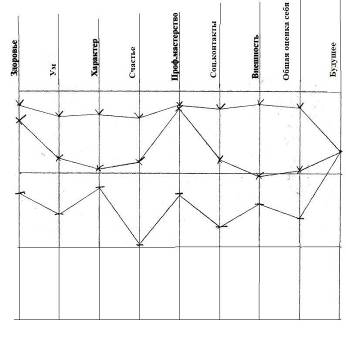 Здоровье
Ум
Характер
Счастье
Проф.мастерство
Соц.контакты
Внешность
Общая оценка себя
Будущее